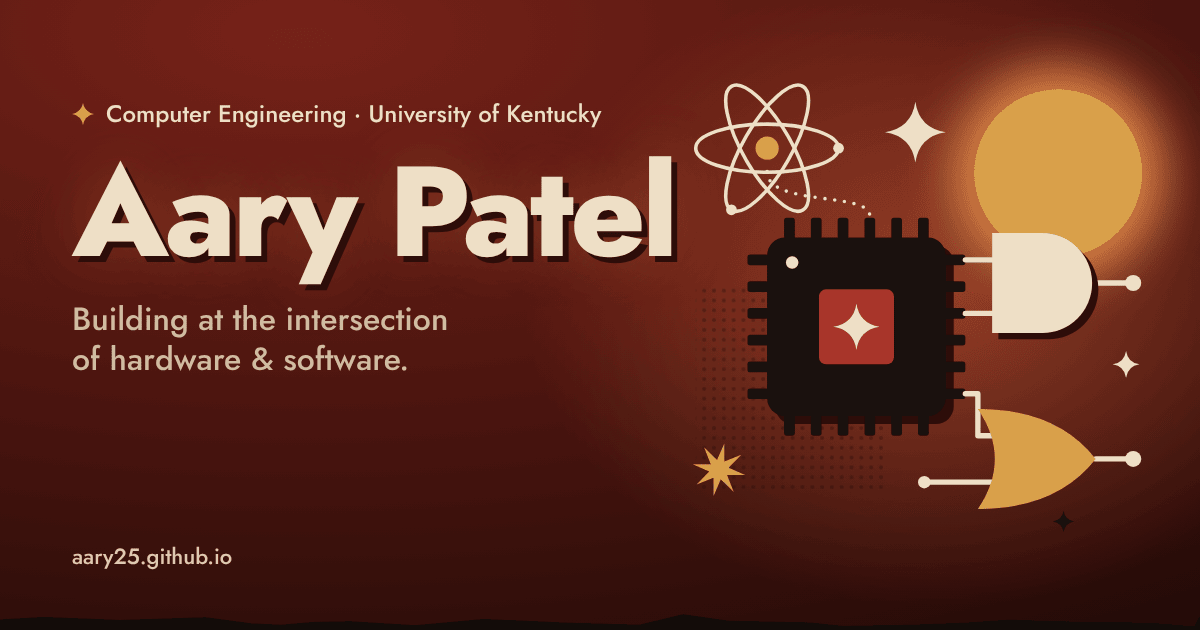 Computer Engineering · University of Kentucky
Aary Patel
Building at the intersection
of hardware & software.
aary25.github.io